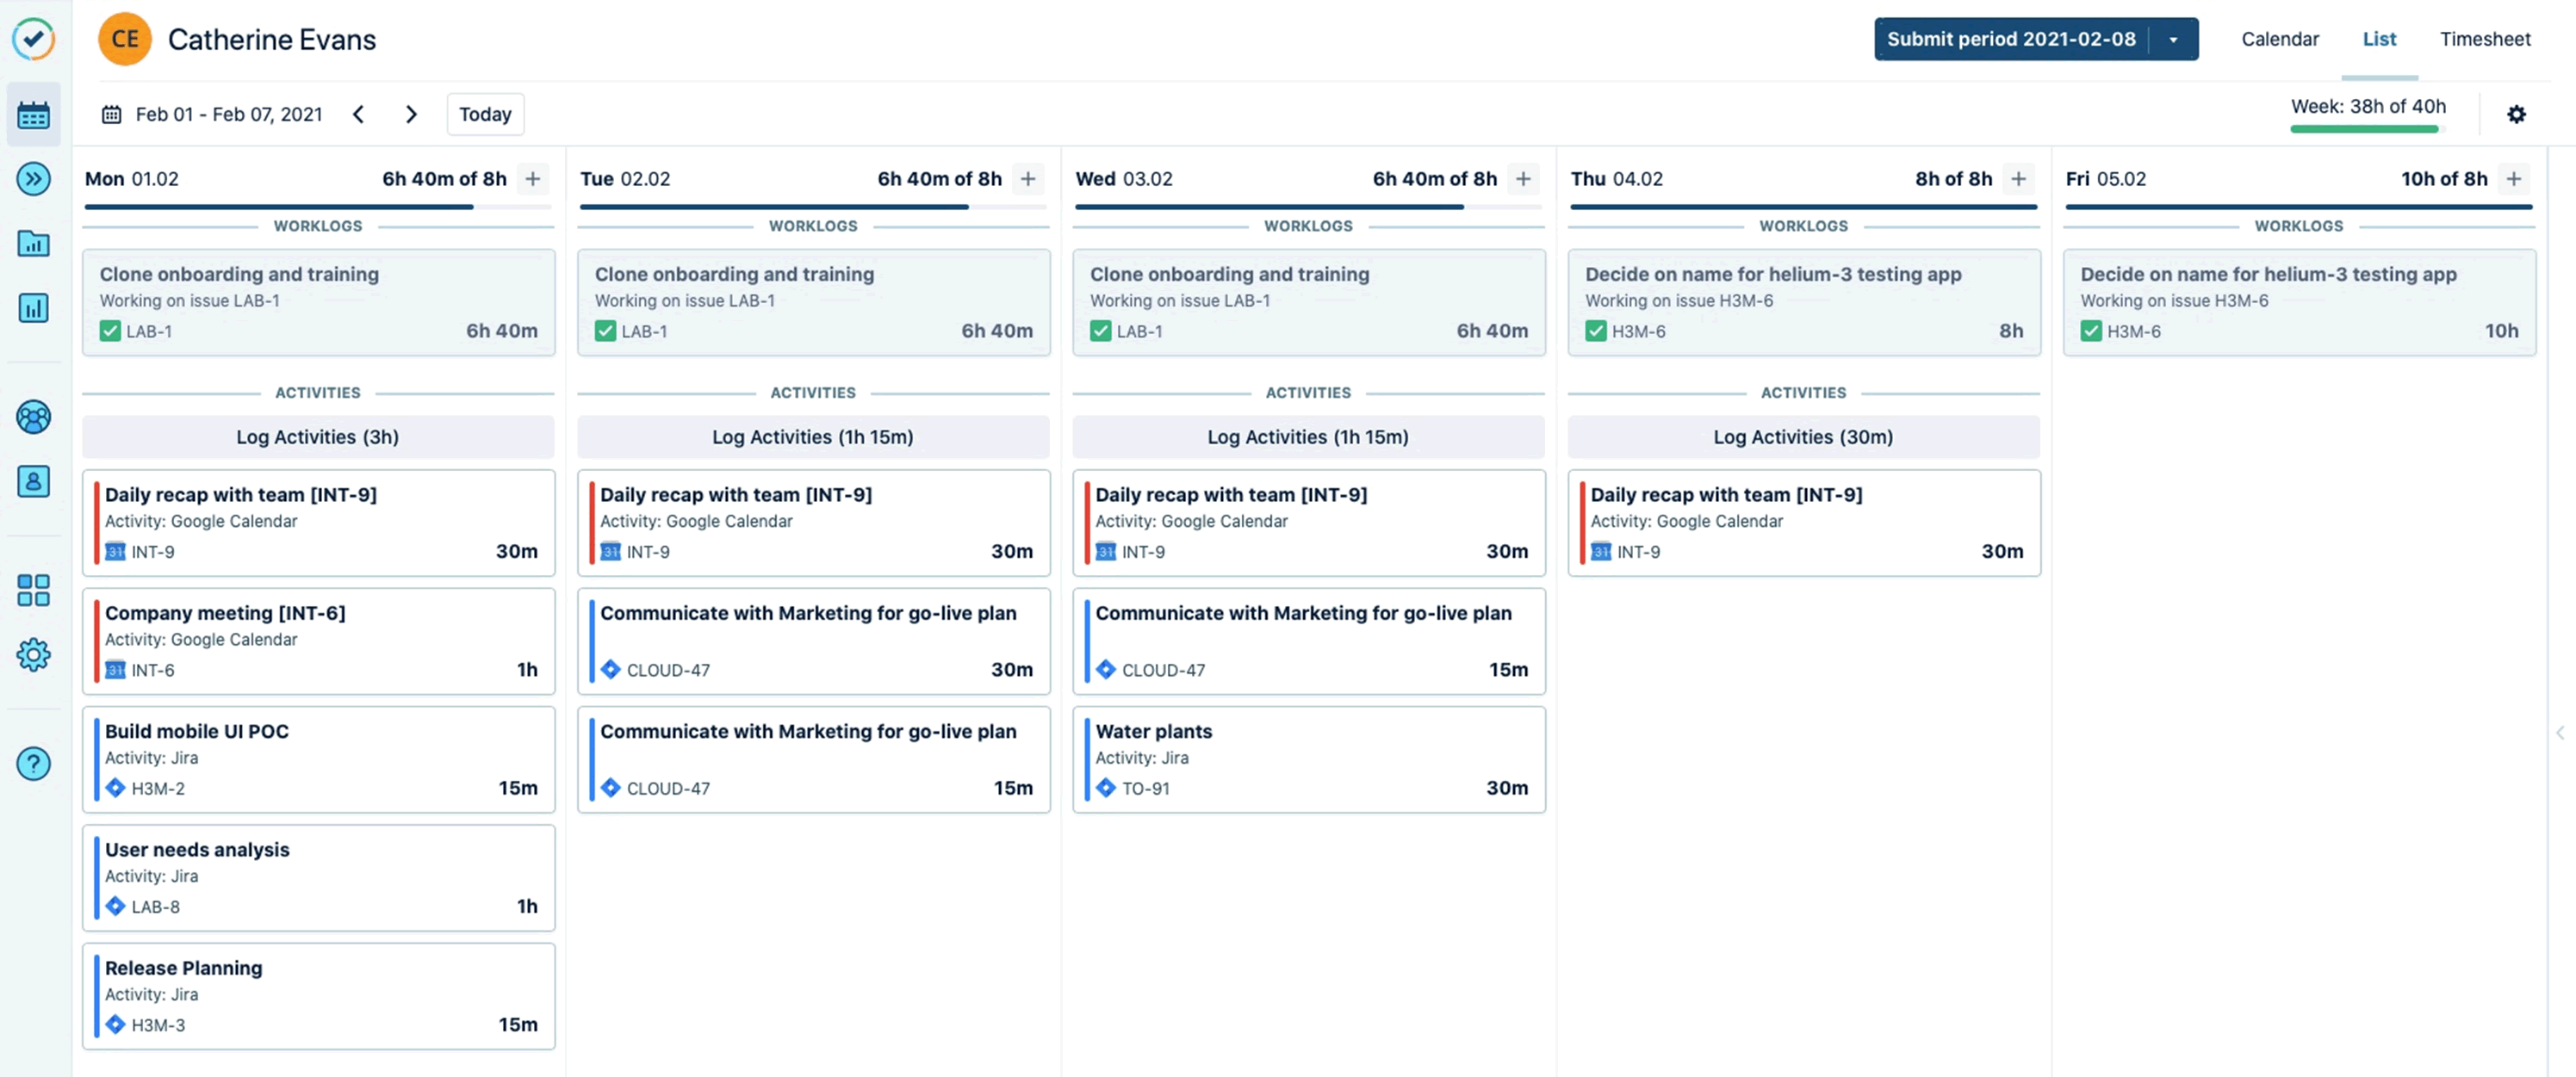 CE Catherine Evans
Submit period 2021-02-08
Calendar
List
Timesheet
Feb 01 - Feb 07, 2021
Today
Week: 38h of 40h
Mon 01.02 6h 40m of 8h +
WORKLOGS
Clone onboarding and training
Working on issue LAB-1
LAB-1 6h 40m
ACTIVITIES
Log Activities (3h)
Daily recap with team [INT-9]
Activity: Google Calendar
31 INT-9 30m
Company meeting [INT-6]
Activity: Google Calendar
31 INT-6 1h
Build mobile UI POC
Activity: Jira
H3M-2 15m
User needs analysis
Activity: Jira
LAB-8 1h
Release Planning
Activity: Jira
H3M-3 15m
Tue 02.02 6h 40m of 8h +
WORKLOGS
Clone onboarding and training
Working on issue LAB-1
LAB-1 6h 40m
ACTIVITIES
Log Activities (1h 15m)
Daily recap with team [INT-9]
Activity: Google Calendar
31 INT-9 30m
Communicate with Marketing for go-live plan
CLOUD-47 30m
Communicate with Marketing for go-live plan
CLOUD-47 15m
Wed 03.02 6h 40m of 8h +
WORKLOGS
Clone onboarding and training
Working on issue LAB-1
LAB-1 6h 40m
ACTIVITIES
Log Activities (1h 15m)
Daily recap with team [INT-9]
Activity: Google Calendar
31 INT-9 30m
Communicate with Marketing for go-live plan
CLOUD-47 15m
Water plants
Activity: Jira
TO-91 30m
Thu 04.02 8h of 8h +
WORKLOGS
Decide on name for helium-3 testing app
Working on issue H3M-6
H3M-6 8h
ACTIVITIES
Log Activities (30m)
Daily recap with team [INT-9]
Activity: Google Calendar
31 INT-9 30m
Fri 05.02 10h of 8h +
WORKLOGS
Decide on name for helium-3 testing app
Working on issue H3M-6
H3M-6 10h
?